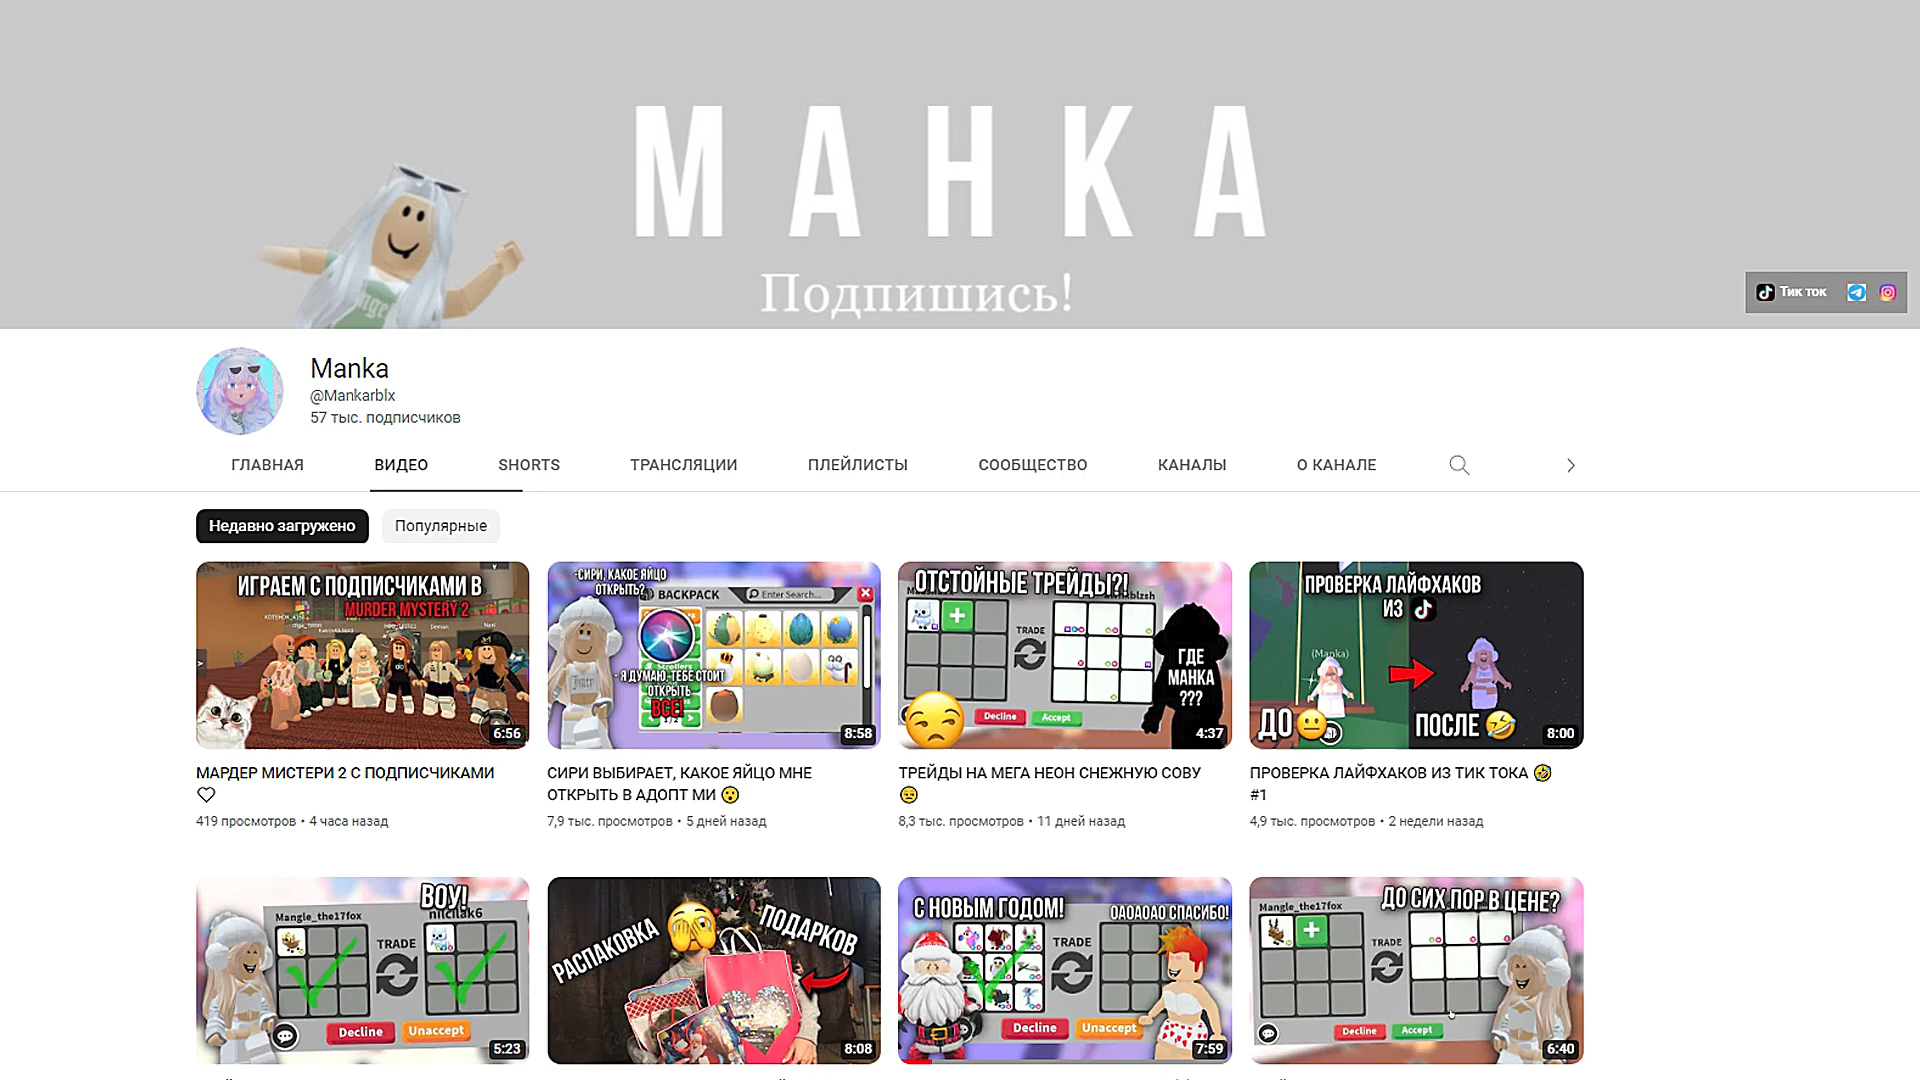 МАНКА
Подпишись!
Тик ток
Manka
@Mankarblx
57 тыс. подписчиков
ГЛАВНАЯ ВИДЕО SHORTS ТРАНСЛЯЦИИ ПЛЕЙЛИСТЫ СООБЩЕСТВО КАНАЛЫ О КАНАЛЕ
Недавно загружено Популярные
ИГРАЕМ С ПОДПИСЧИКАМИ В
MURDER MYSTERY 2
6:56
-СИРИ, КАКОЕ ЯЙЦО
ОТКРЫТЬ?
BACKPACK
Enter Search...
Strollers
- Я ДУМАЮ, ТЕБЕ СТОИТ
ОТКРЫТЬ
ВСЕ!
1/2
8:58
ОТСТОЙНЫЕ ТРЕЙДЫ?!
TRADE
ГДЕ
МАНКА
???
Decline Accept
4:37
ПРОВЕРКА ЛАЙФХАКОВ
ИЗ
(Manka)
ДО
ПОСЛЕ
8:00
МАРДЕР МИСТЕРИ 2 С ПОДПИСЧИКАМИ
419 просмотров • 4 часа назад
СИРИ ВЫБИРАЕТ, КАКОЕ ЯЙЦО МНЕ
ОТКРЫТЬ В АДОПТ МИ 😮
7,9 тыс. просмотров • 5 дней назад
ТРЕЙДЫ НА МЕГА НЕОН СНЕЖНУЮ СОВУ
😒
8,3 тыс. просмотров • 11 дней назад
ПРОВЕРКА ЛАЙФХАКОВ ИЗ ТИК ТОКА 🤣
#1
4,9 тыс. просмотров • 2 недели назад
ВОУ!
Mangle_the17fox
nilcilak6
TRADE
Decline Unaccept
5:23
РАСПАКОВКА
ПОДАРКОВ
8:08
С НОВЫМ ГОДОМ!
ОАОАОАО СПАСИБО!
TRADE
Decline Unaccept
7:59
ДО СИХ ПОР В ЦЕНЕ?
Mangle_the17fox
TRADE
Decline Accept
6:40